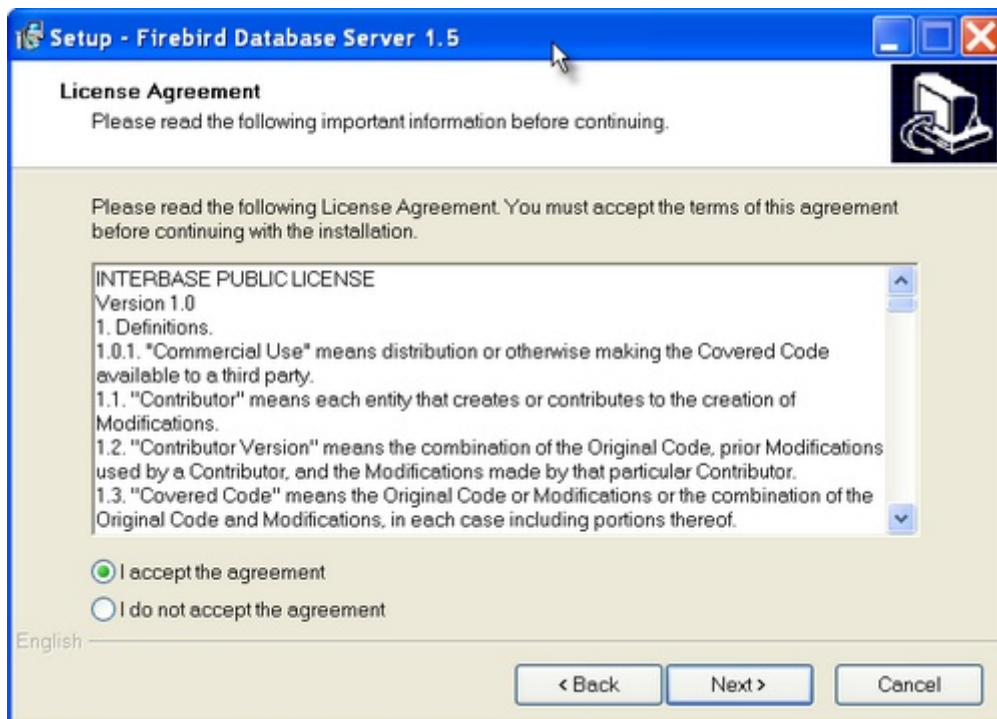 Setup - Firebird Database Server 1.5
License Agreement
Please read the following important information before continuing.
Please read the following License Agreement. You must accept the terms of this agreement
before continuing with the installation.
INTERBASE PUBLIC LICENSE
Version 1.0
1. Definitions.
1.0.1. "Commercial Use" means distribution or otherwise making the Covered Code
available to a third party.
1.1. "Contributor" means each entity that creates or contributes to the creation of
Modifications.
1.2. "Contributor Version" means the combination of the Original Code, prior Modifications
used by a Contributor, and the Modifications made by that particular Contributor.
1.3. "Covered Code" means the Original Code or Modifications or the combination of the
Original Code and Modifications, in each case including portions thereof.
I accept the agreement
I do not accept the agreement
English
< Back Next > Cancel